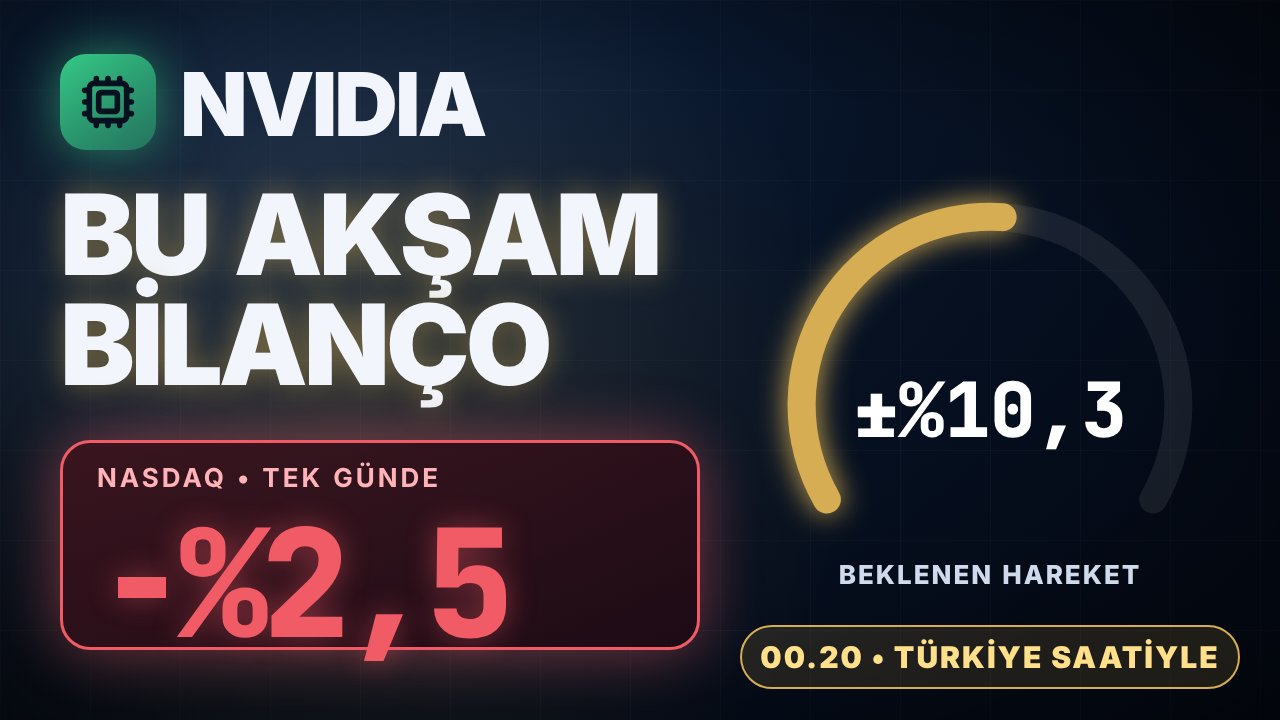 NVIDIA
BU AKŞAM
BİLANÇO
NASDAQ • TEK GÜNDE
-%2,5
±%10,3
BEKLENEN HAREKET
00.20 • TÜRKİYE SAATİYLE